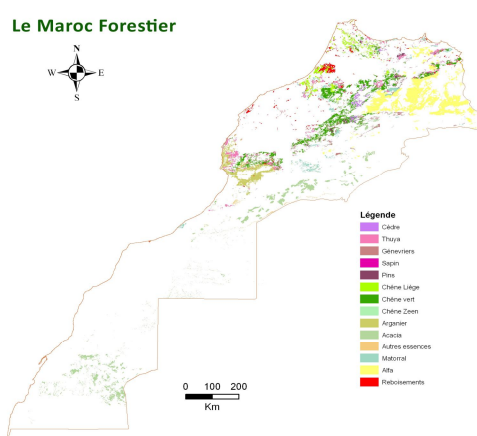 Le Maroc Forestier
N
W E
S
Légende
Cèdre
Thuya
Génevriers
Sapin
Pins
Chêne Liège
Chêne vert
Chêne Zeen
Arganier
Acacia
Autres essences
Matorral
Alfa
Reboisements
0 100 200
Km